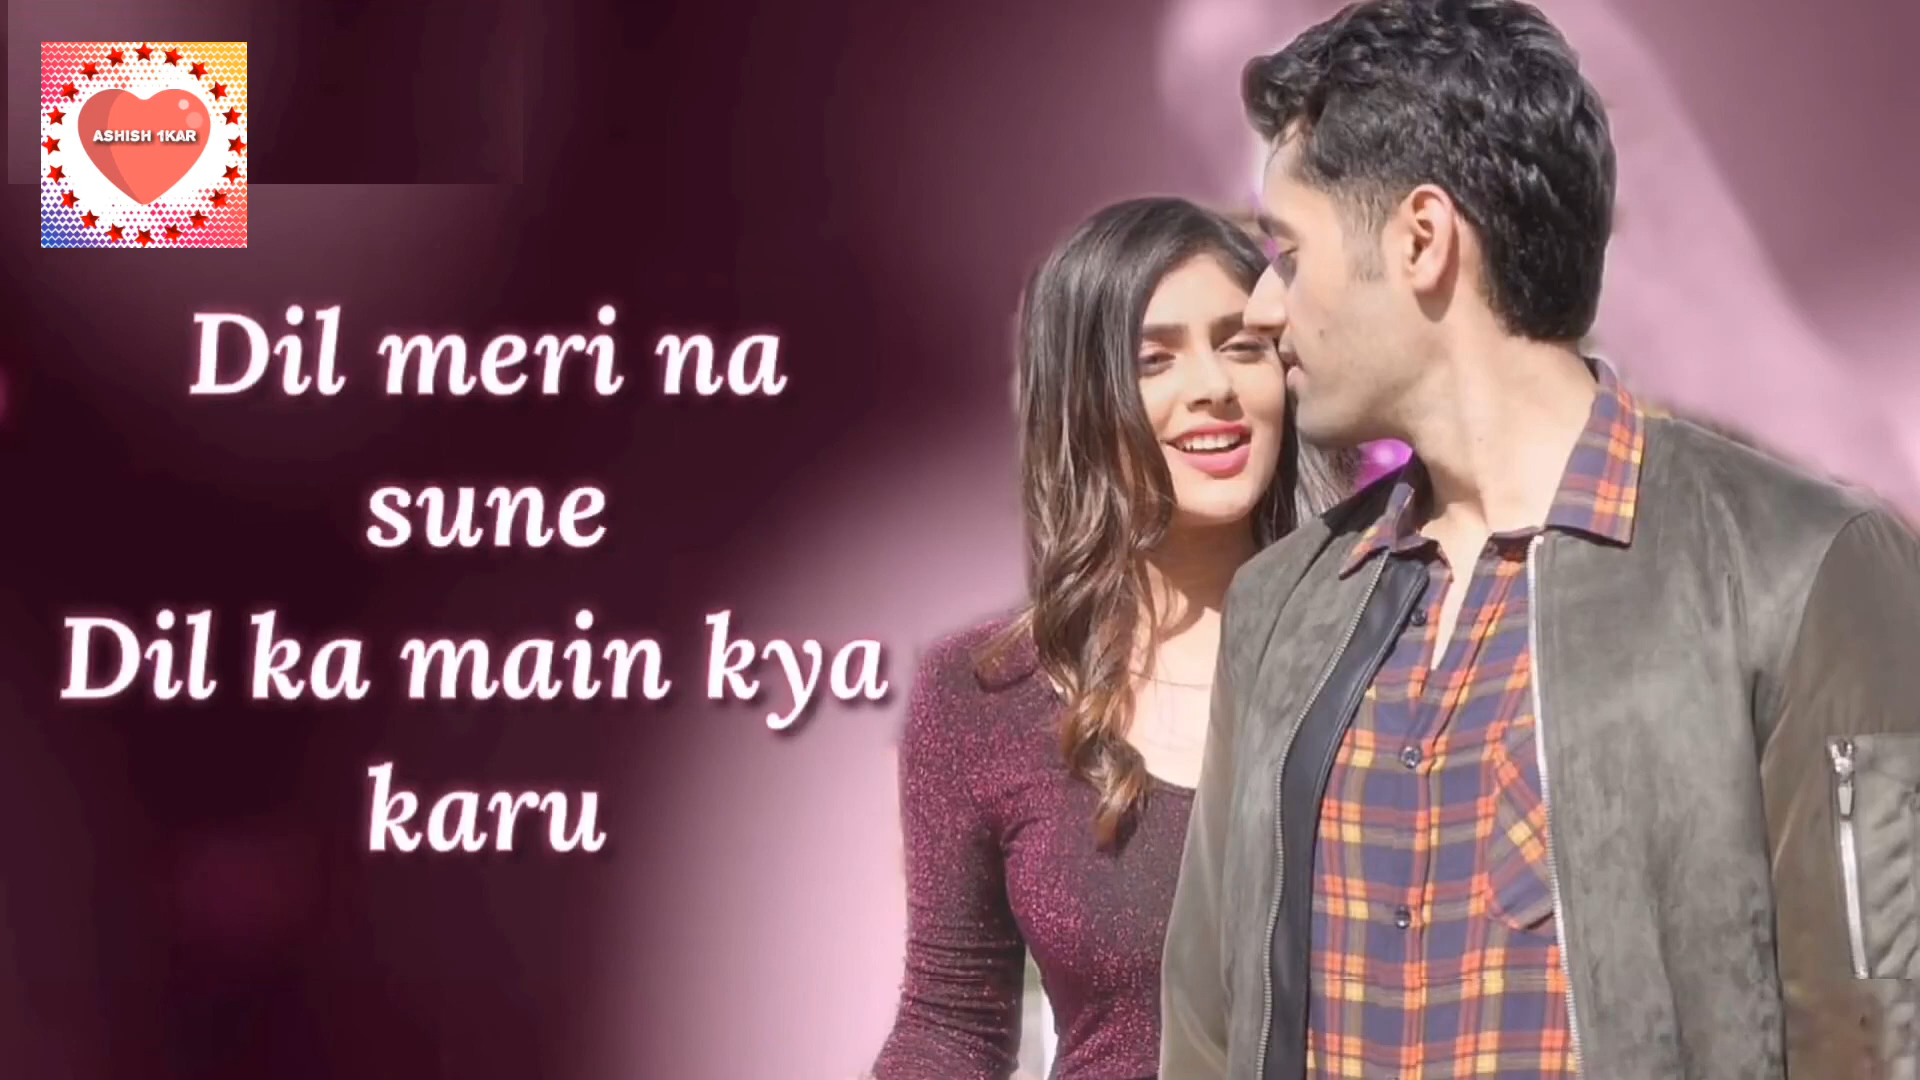 ASHISH 1KAR
Dil meri na
sune
Dil ka main kya
karu